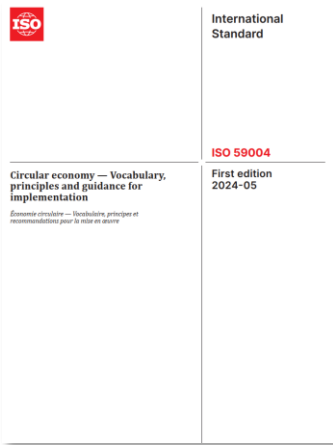 ISO
International
Standard
ISO 59004
Circular economy — Vocabulary,
principles and guidance for
implementation
Économie circulaire — Vocabulaire, principes et
recommandations pour la mise en œuvre
First edition
2024-05